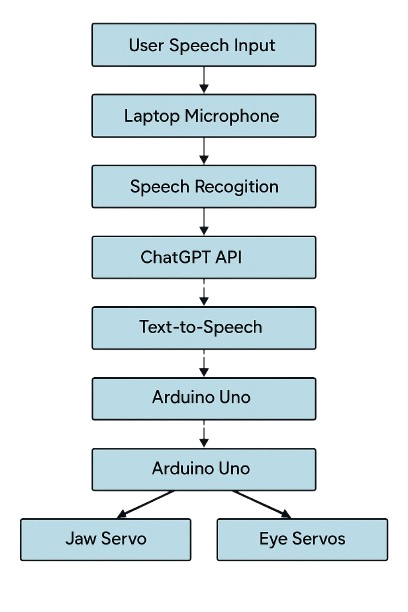 User Speech Input
Laptop Microphone
Speech Recogition
ChatGPT API
Text-to-Speech
Arduino Uno
Arduino Uno
Jaw Servo
Eye Servos